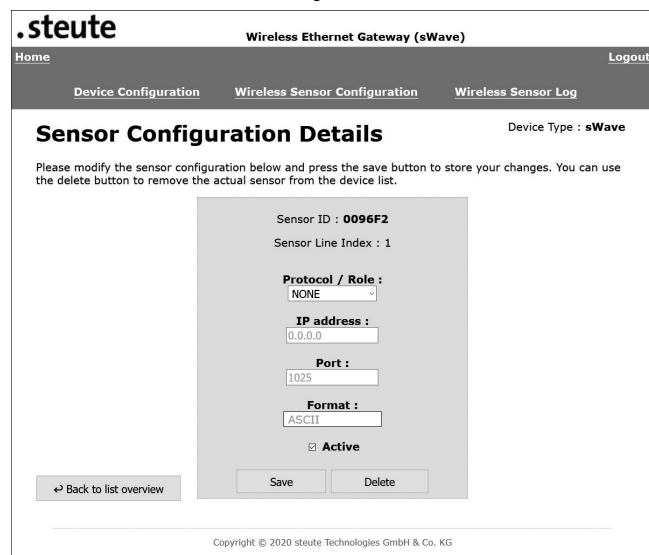 .steute
Wireless Ethernet Gateway (sWave)
Home
Logout
Device Configuration
Wireless Sensor Configuration
Wireless Sensor Log
Sensor Configuration Details
Device Type : sWave
Please modify the sensor configuration below and press the save button to store your changes. You can use
the delete button to remove the actual sensor from the device list.
Sensor ID : 0096F2
Sensor Line Index : 1
Protocol / Role :
NONE
IP address :
0.0.0.0
Port :
1025
Format :
ASCII
Active
Save
Delete
Back to list overview
Copyright © 2020 steute Technologies GmbH & Co. KG